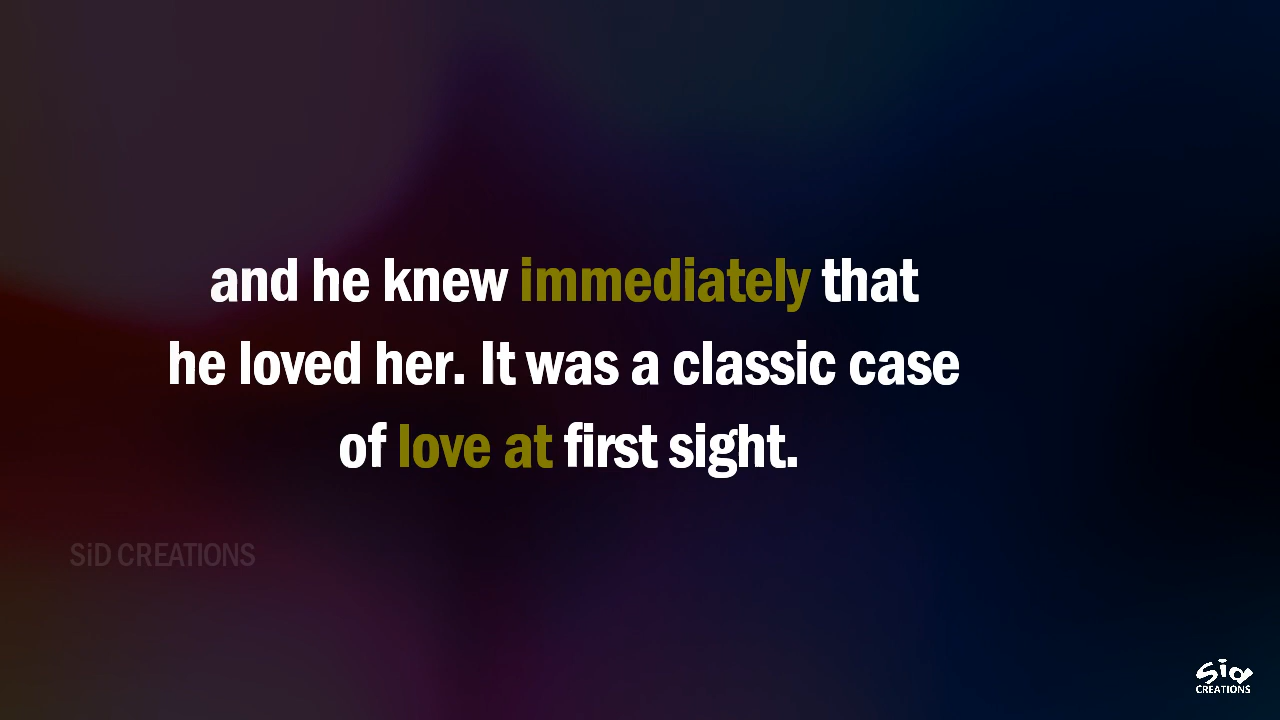 and he knew immediately that
he loved her. It was a classic case
of love at first sight.
SiD CREATIONS
Sid
CREATIONS